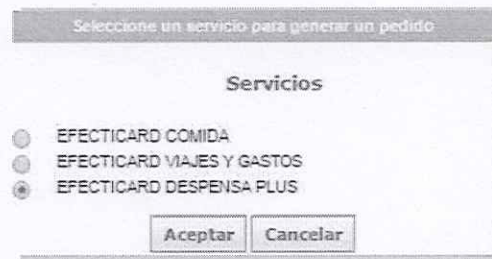 Seleccione un servicio para generar un pedido
Servicios
EFECTICARD COMIDA
EFECTICARD VIAJES Y GASTOS
EFECTICARD DESPENSA PLUS
Aceptar Cancelar